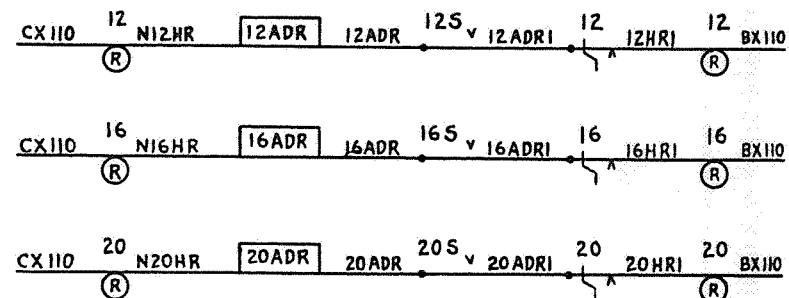 12 12S 12 12
CX110 N12HR 12ADR 12ADR v 12ADR1 12HR1 BX110
R R
16 16S 16 16
CX110 N16HR 16ADR 16ADR v 16ADR1 16HR1 BX110
R R
20 20S 20 20
CX110 N20HR 20ADR 20ADR v 20ADR1 20HR1 BX110
R R